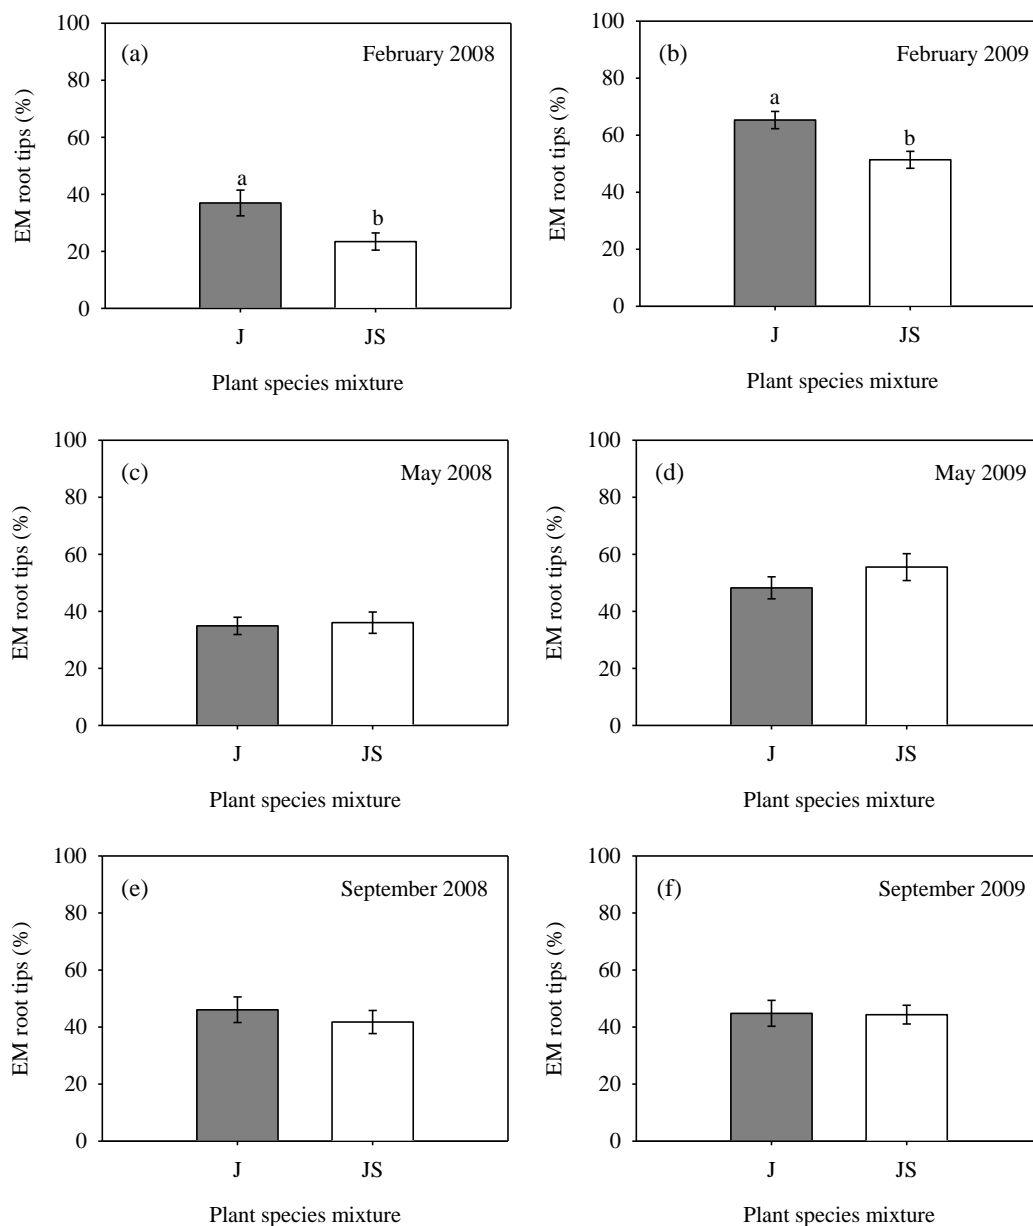 (a)
February 2008
EM root tips (%)
100
80
60
40
20
0
a
b
J
JS
Plant species mixture
(b)
February 2009
EM root tips (%)
100
80
60
40
20
0
a
b
J
JS
Plant species mixture
(c)
May 2008
EM root tips (%)
100
80
60
40
20
0
J
JS
Plant species mixture
(d)
May 2009
EM root tips (%)
100
80
60
40
20
0
J
JS
Plant species mixture
(e)
September 2008
EM root tips (%)
100
80
60
40
20
0
J
JS
Plant species mixture
(f)
September 2009
EM root tips (%)
100
80
60
40
20
0
J
JS
Plant species mixture